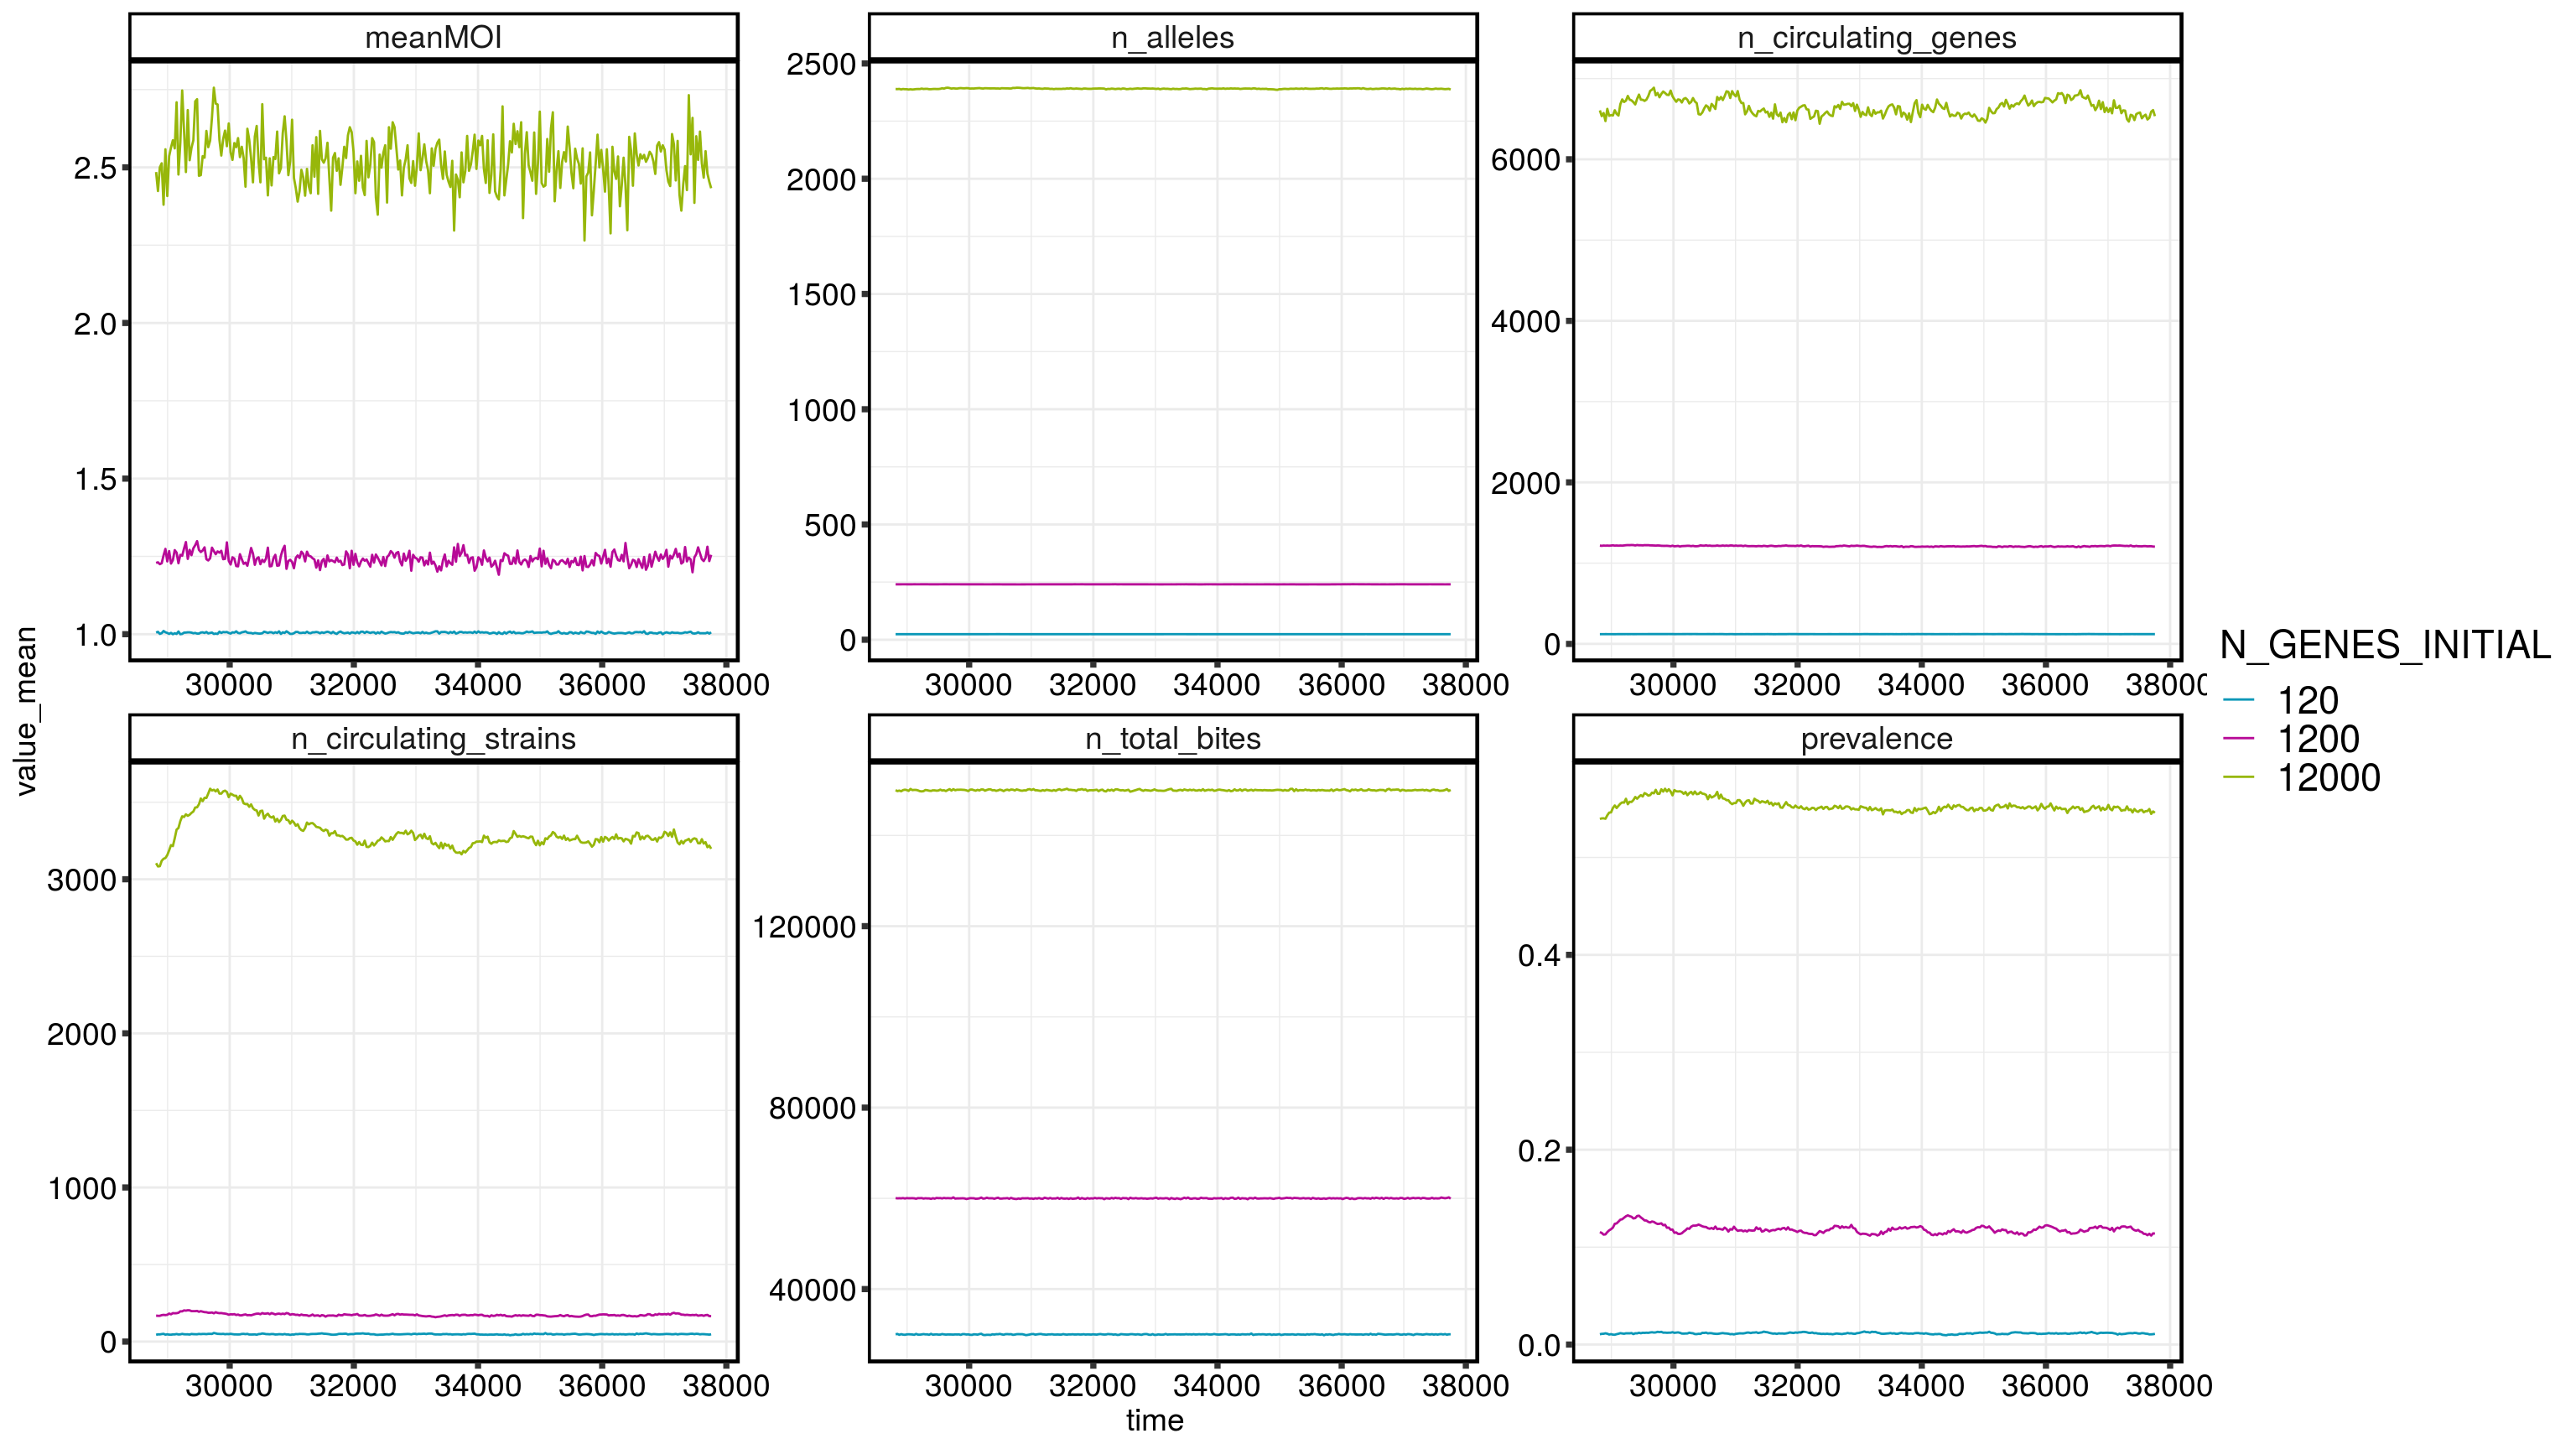 meanMOI
n_alleles
n_circulating_genes
2.5
2.0
1.5
1.0
2500
2000
1500
1000
500
0
6000
4000
2000
0
30000 32000 34000 36000 38000
30000 32000 34000 36000 38000
30000 32000 34000 36000 38000
n_circulating_strains
n_total_bites
prevalence
3000
2000
1000
0
120000
80000
40000
0.4
0.2
0.0
30000 32000 34000 36000 38000
30000 32000 34000 36000 38000
30000 32000 34000 36000 38000
value_mean
time
N_GENES_INITIAL
120
1200
12000